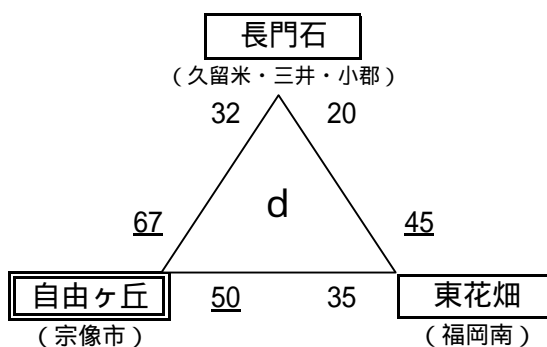 長門石
（久留米・三井・小郡）
32 20
d
67 45
自由ヶ丘 50 35 東花畑
（宗像市） （福岡南）